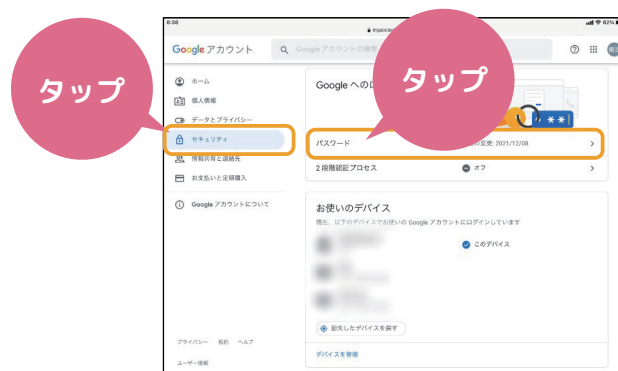 8:56
62%
Google アカウント
タップ
ホーム
個人情報
データとプライバシー
セキュリティ
情報共有と連絡先
お支払いと定期購入
Google アカウントについて
プライバシー 規約 ヘルプ
ユーザー情報
Google アカウントの検索
Google への
タップ
**|
パスワード
の変更: 2021/12/08
2 段階認証プロセス
オフ
お使いのデバイス
現在、以下のデバイスでお使いの Google アカウントにログインしています
このデバイス
紛失したデバイスを探す
デバイスを管理